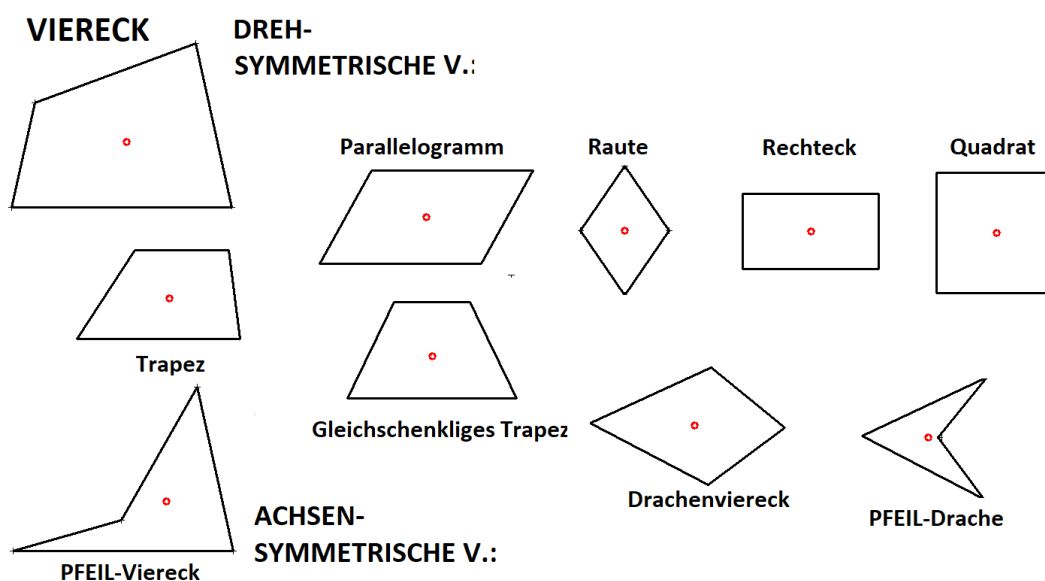 VIERECK
DREH-
SYMMETRISCHE V.:
Parallelogramm
Raute
Rechteck
Quadrat
Trapez
Gleichschenkliges Trapez
Drachenviereck
PFEIL-Drache
ACHSEN-
SYMMETRISCHE V.:
PFEIL-Viereck